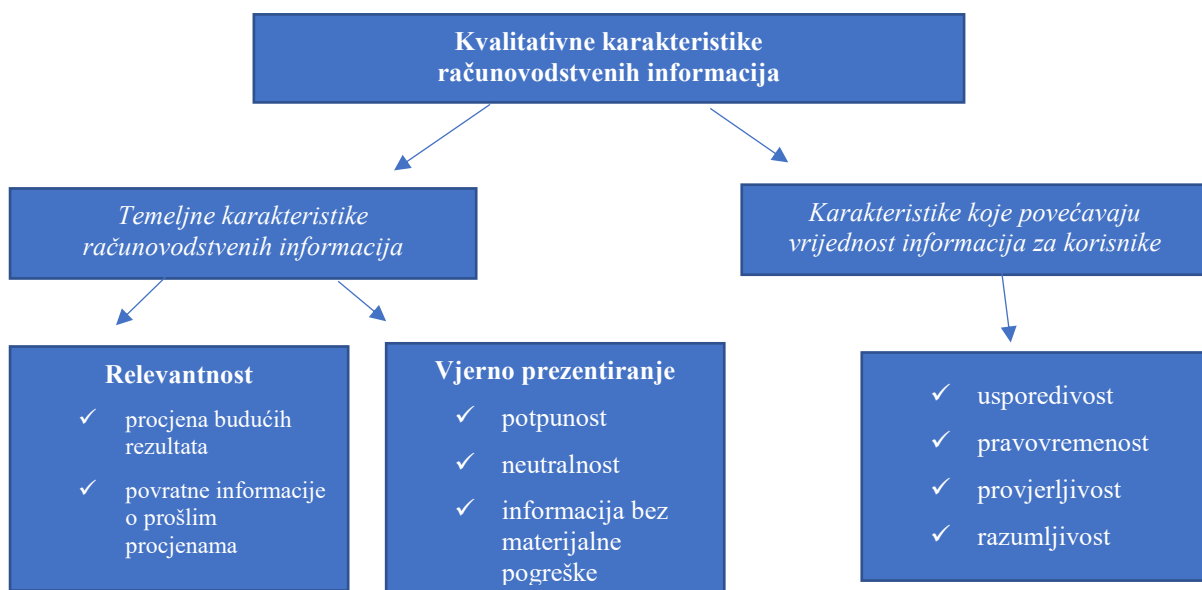 Kvalitativne karakteristike
računovodstvenih informacija
Temeljne karakteristike
računovodstvenih informacija
Karakteristike koje povećavaju
vrijednost informacija za korisnike
Relevantnost
✓ procjena budućih
rezultata
✓ povratne informacije
o prošlim
procjenama
Vjerno prezentiranje
✓ potpunost
✓ neutralnost
✓ informacija bez
materijalne
pogreške
✓ usporedivost
✓ pravovremenost
✓ provjerljivost
✓ razumljivost